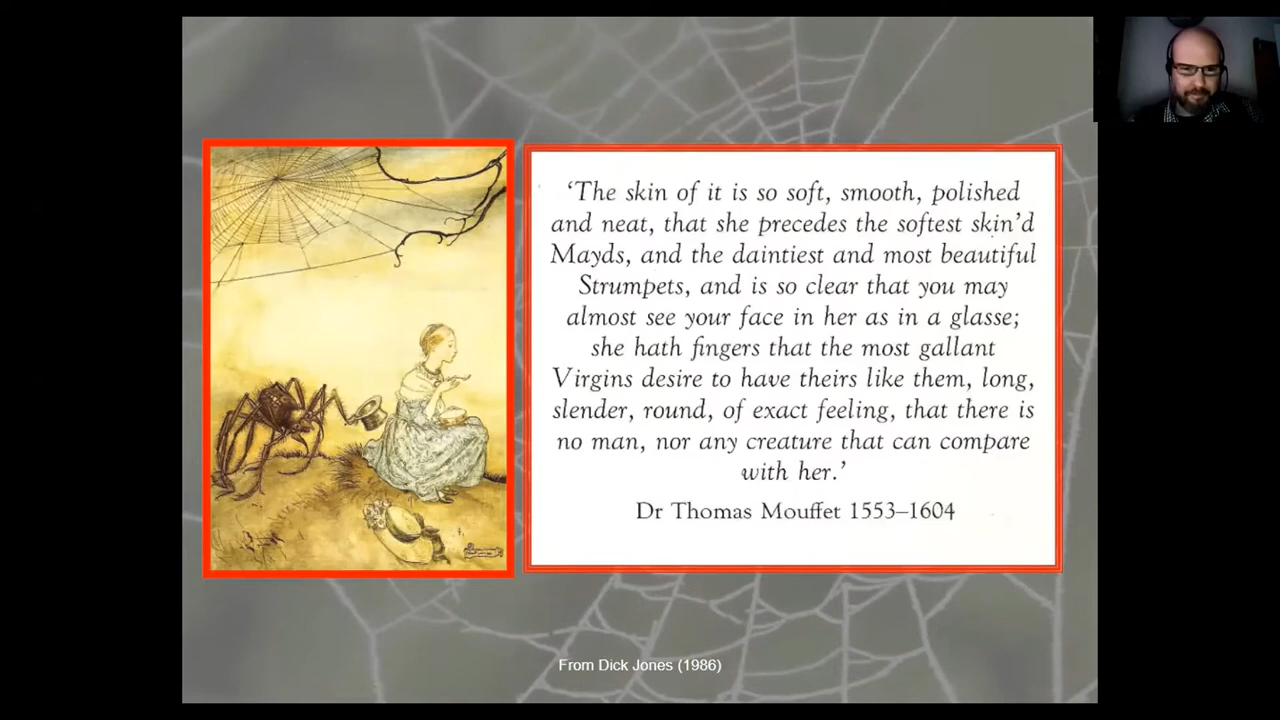 ‘The skin of it is so soft, smooth, polished
and neat, that she precedes the softest skin’d
Mayds, and the daintiest and most beautiful
Strumpets, and is so clear that you may
almost see your face in her as in a glasse;
she hath fingers that the most gallant
Virgins desire to have theirs like them, long,
slender, round, of exact feeling, that there is
no man, nor any creature that can compare
with her.’
Dr Thomas Mouffet 1553–1604
From Dick Jones (1986)